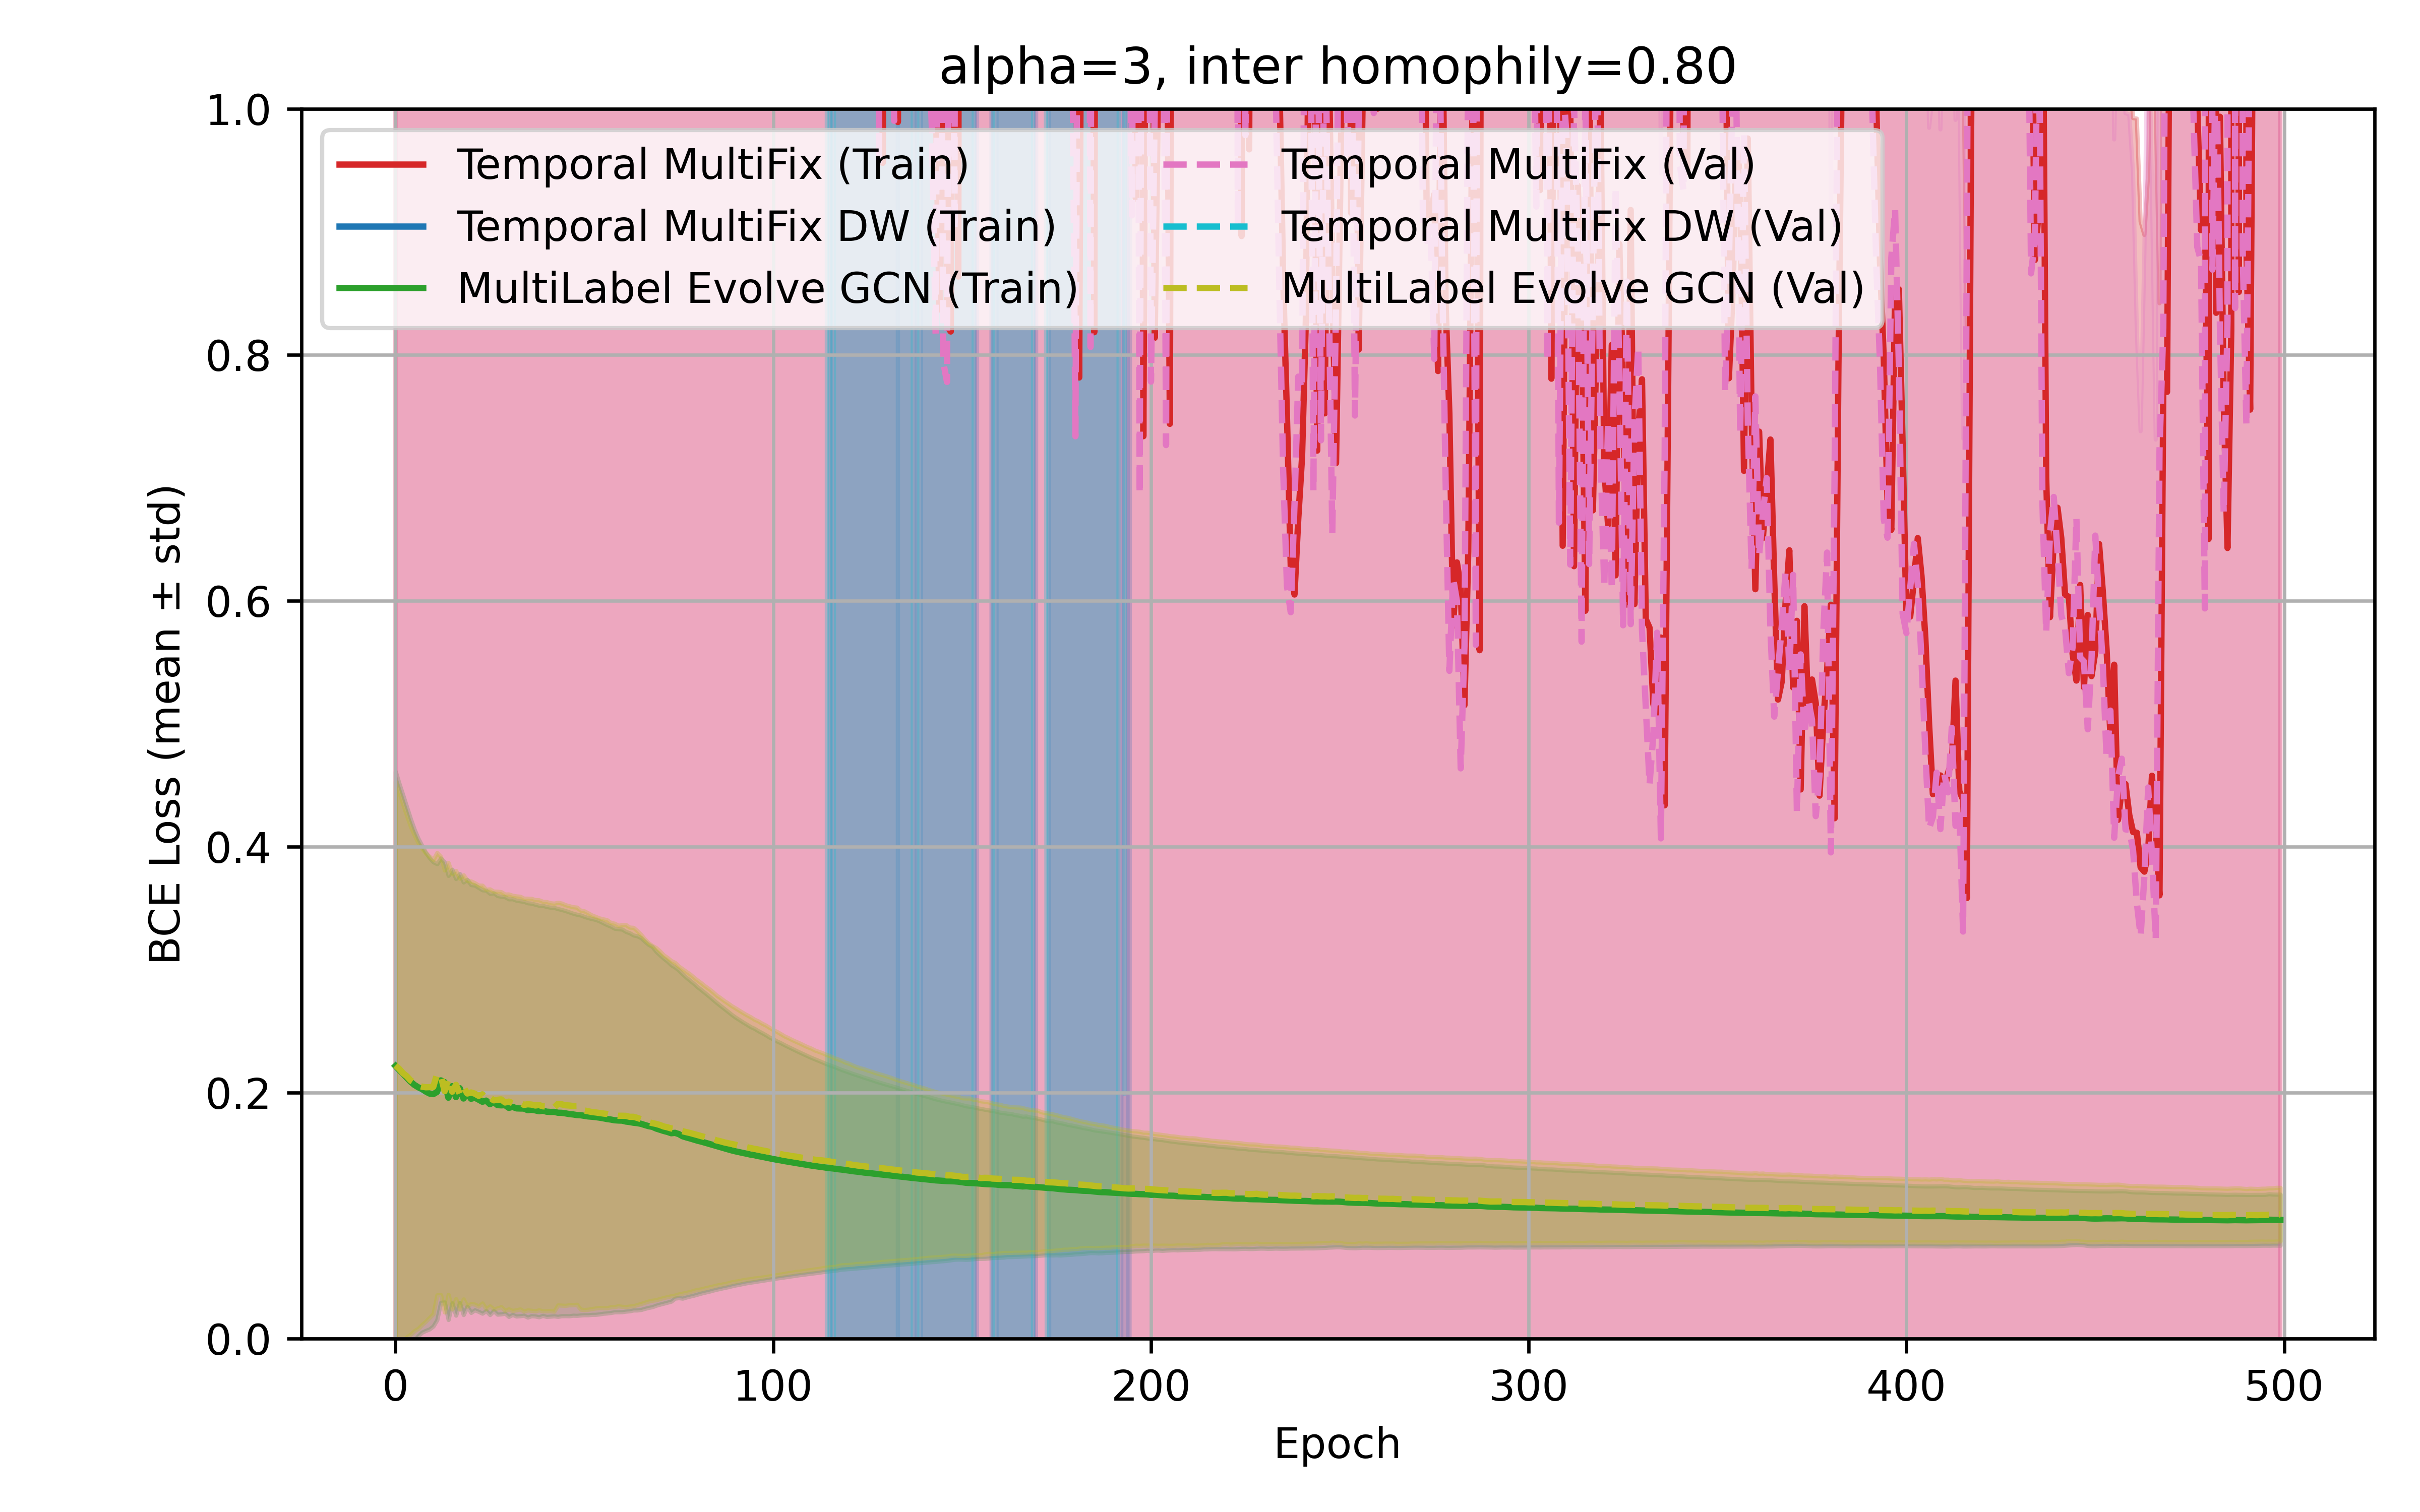 alpha=3, inter homophily=0.80
1.0
0.8
0.6
0.4
0.2
0.0
BCE Loss (mean ± std)
Temporal MultiFix (Train)
Temporal MultiFix DW (Train)
MultiLabel Evolve GCN (Train)
Temporal MultiFix (Val)
Temporal MultiFix DW (Val)
MultiLabel Evolve GCN (Val)
0 100 200 300 400 500
Epoch